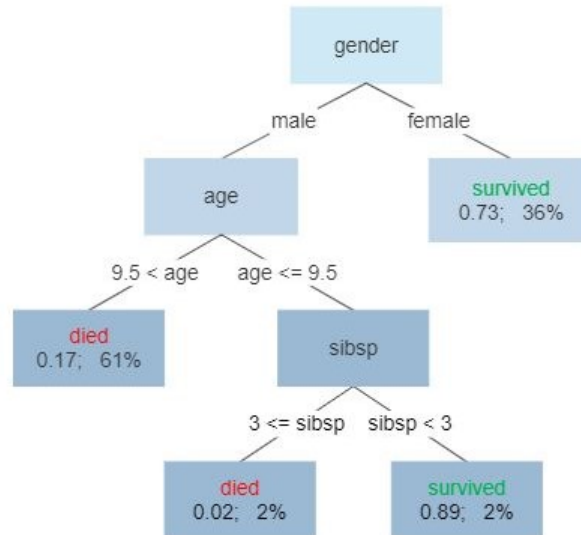 gender
male female
age
survived
0.73; 36%
9.5 < age age <= 9.5
died
0.17; 61%
sibsp
3 <= sibsp sibsp < 3
died
0.02; 2%
survived
0.89; 2%